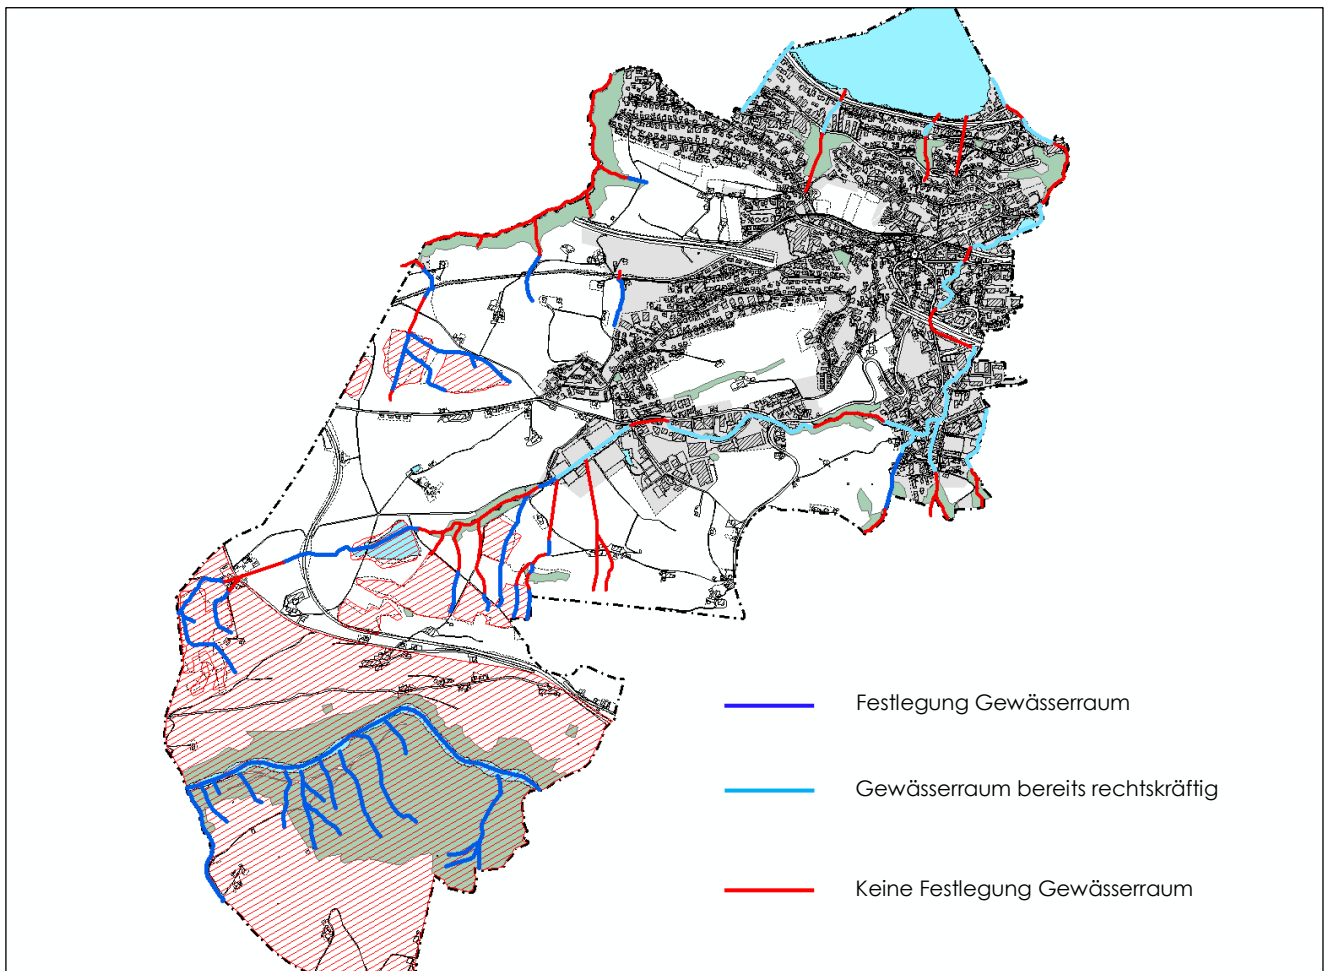 Festlegung Gewässerraum
Gewässerraum bereits rechtskräftig
Keine Festlegung Gewässerraum